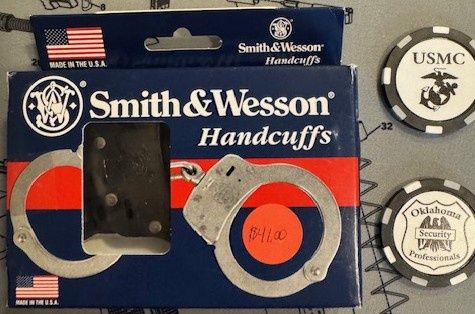 MADE IN THE U.S.A.
Smith & Wesson®
Handcuffs
Smith & Wesson®
Handcuffs
$41.00
MADE IN THE U.S.A.
USMC
32
Oklahoma
Security
Professionals